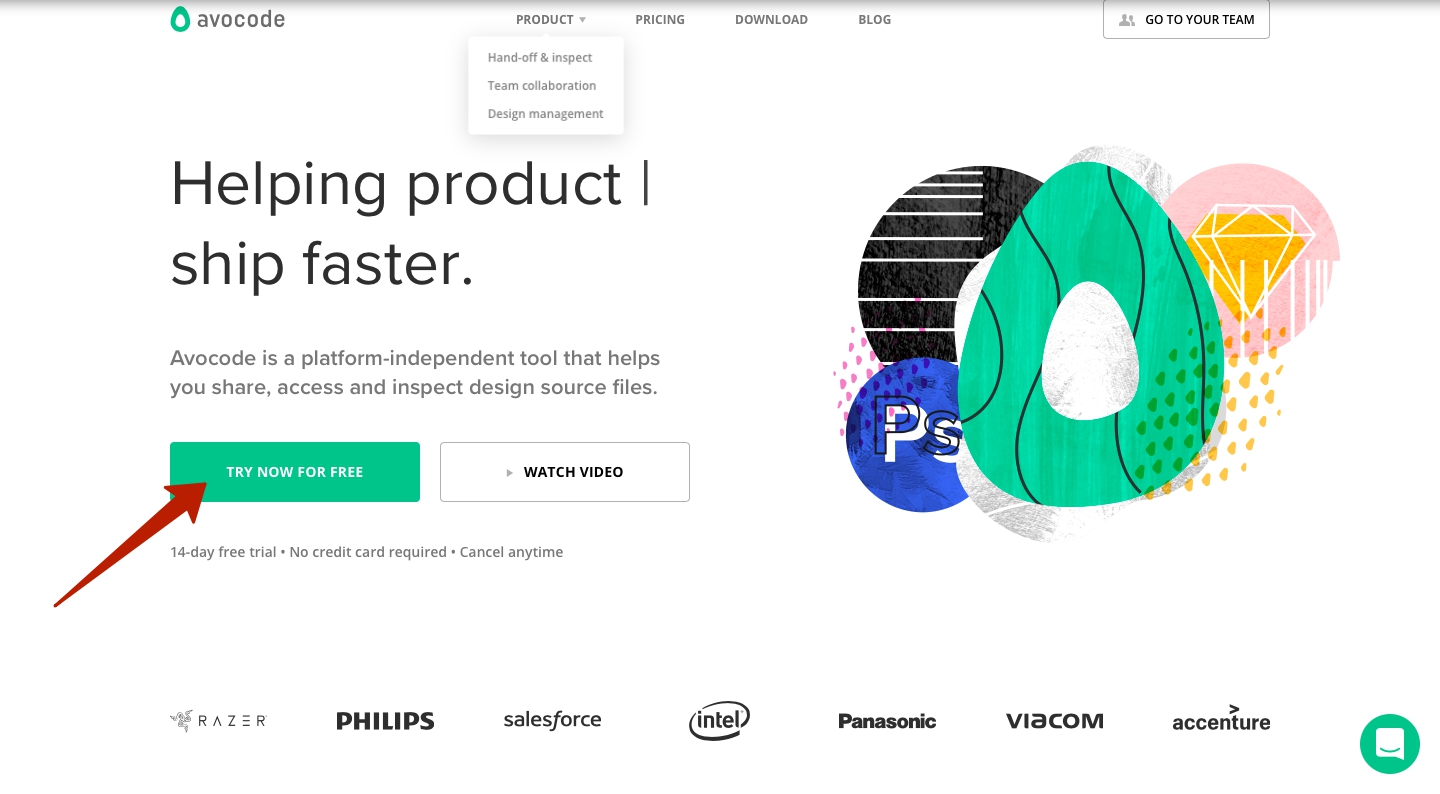 avocode
PRODUCT
PRICING
DOWNLOAD
BLOG
GO TO YOUR TEAM
Hand-off & inspect
Team collaboration
Design management
Helping product |
ship faster.
Avocode is a platform-independent tool that helps
you share, access and inspect design source files.
TRY NOW FOR FREE
WATCH VIDEO
14-day free trial • No credit card required • Cancel anytime
Ps
RAZER
PHILIPS
salesforce
intel
Panasonic
VIACOM
accenture